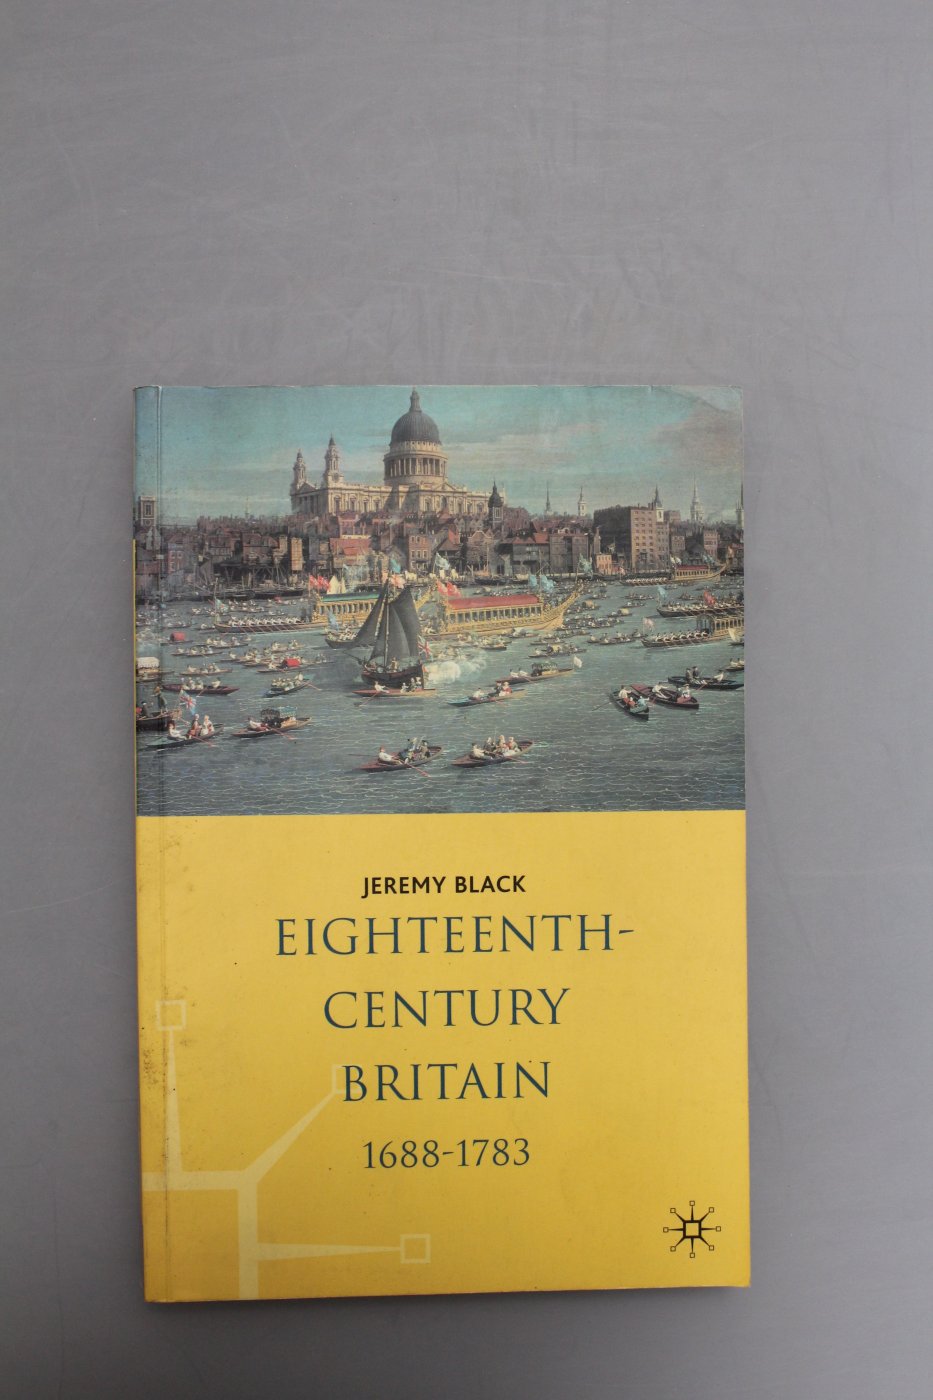 JEREMY BLACK
EIGHTEENTH-
CENTURY
BRITAIN
1688-1783